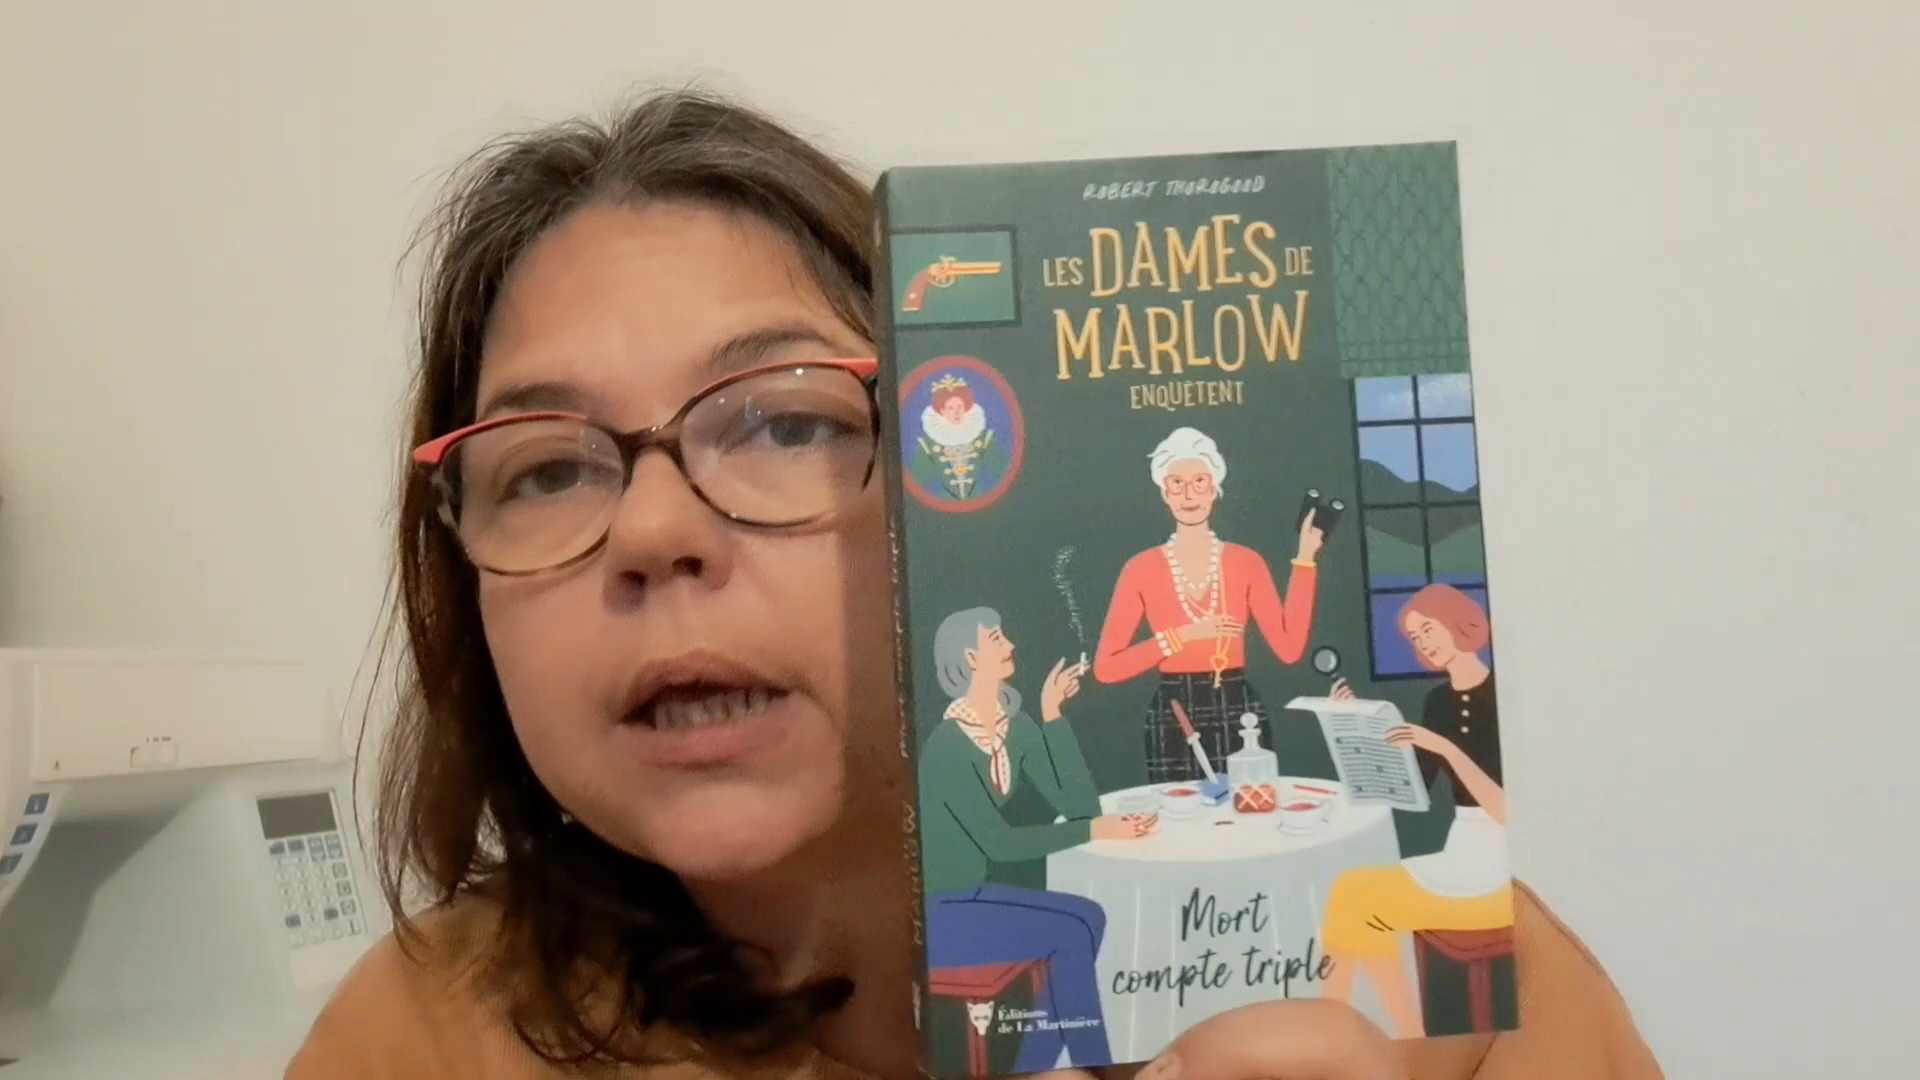 ROBERT THOROGOOD
LES DAMES DE
MARLOW
ENQUÊTENT
Mort
compte triple
Éditions
de La Martinière